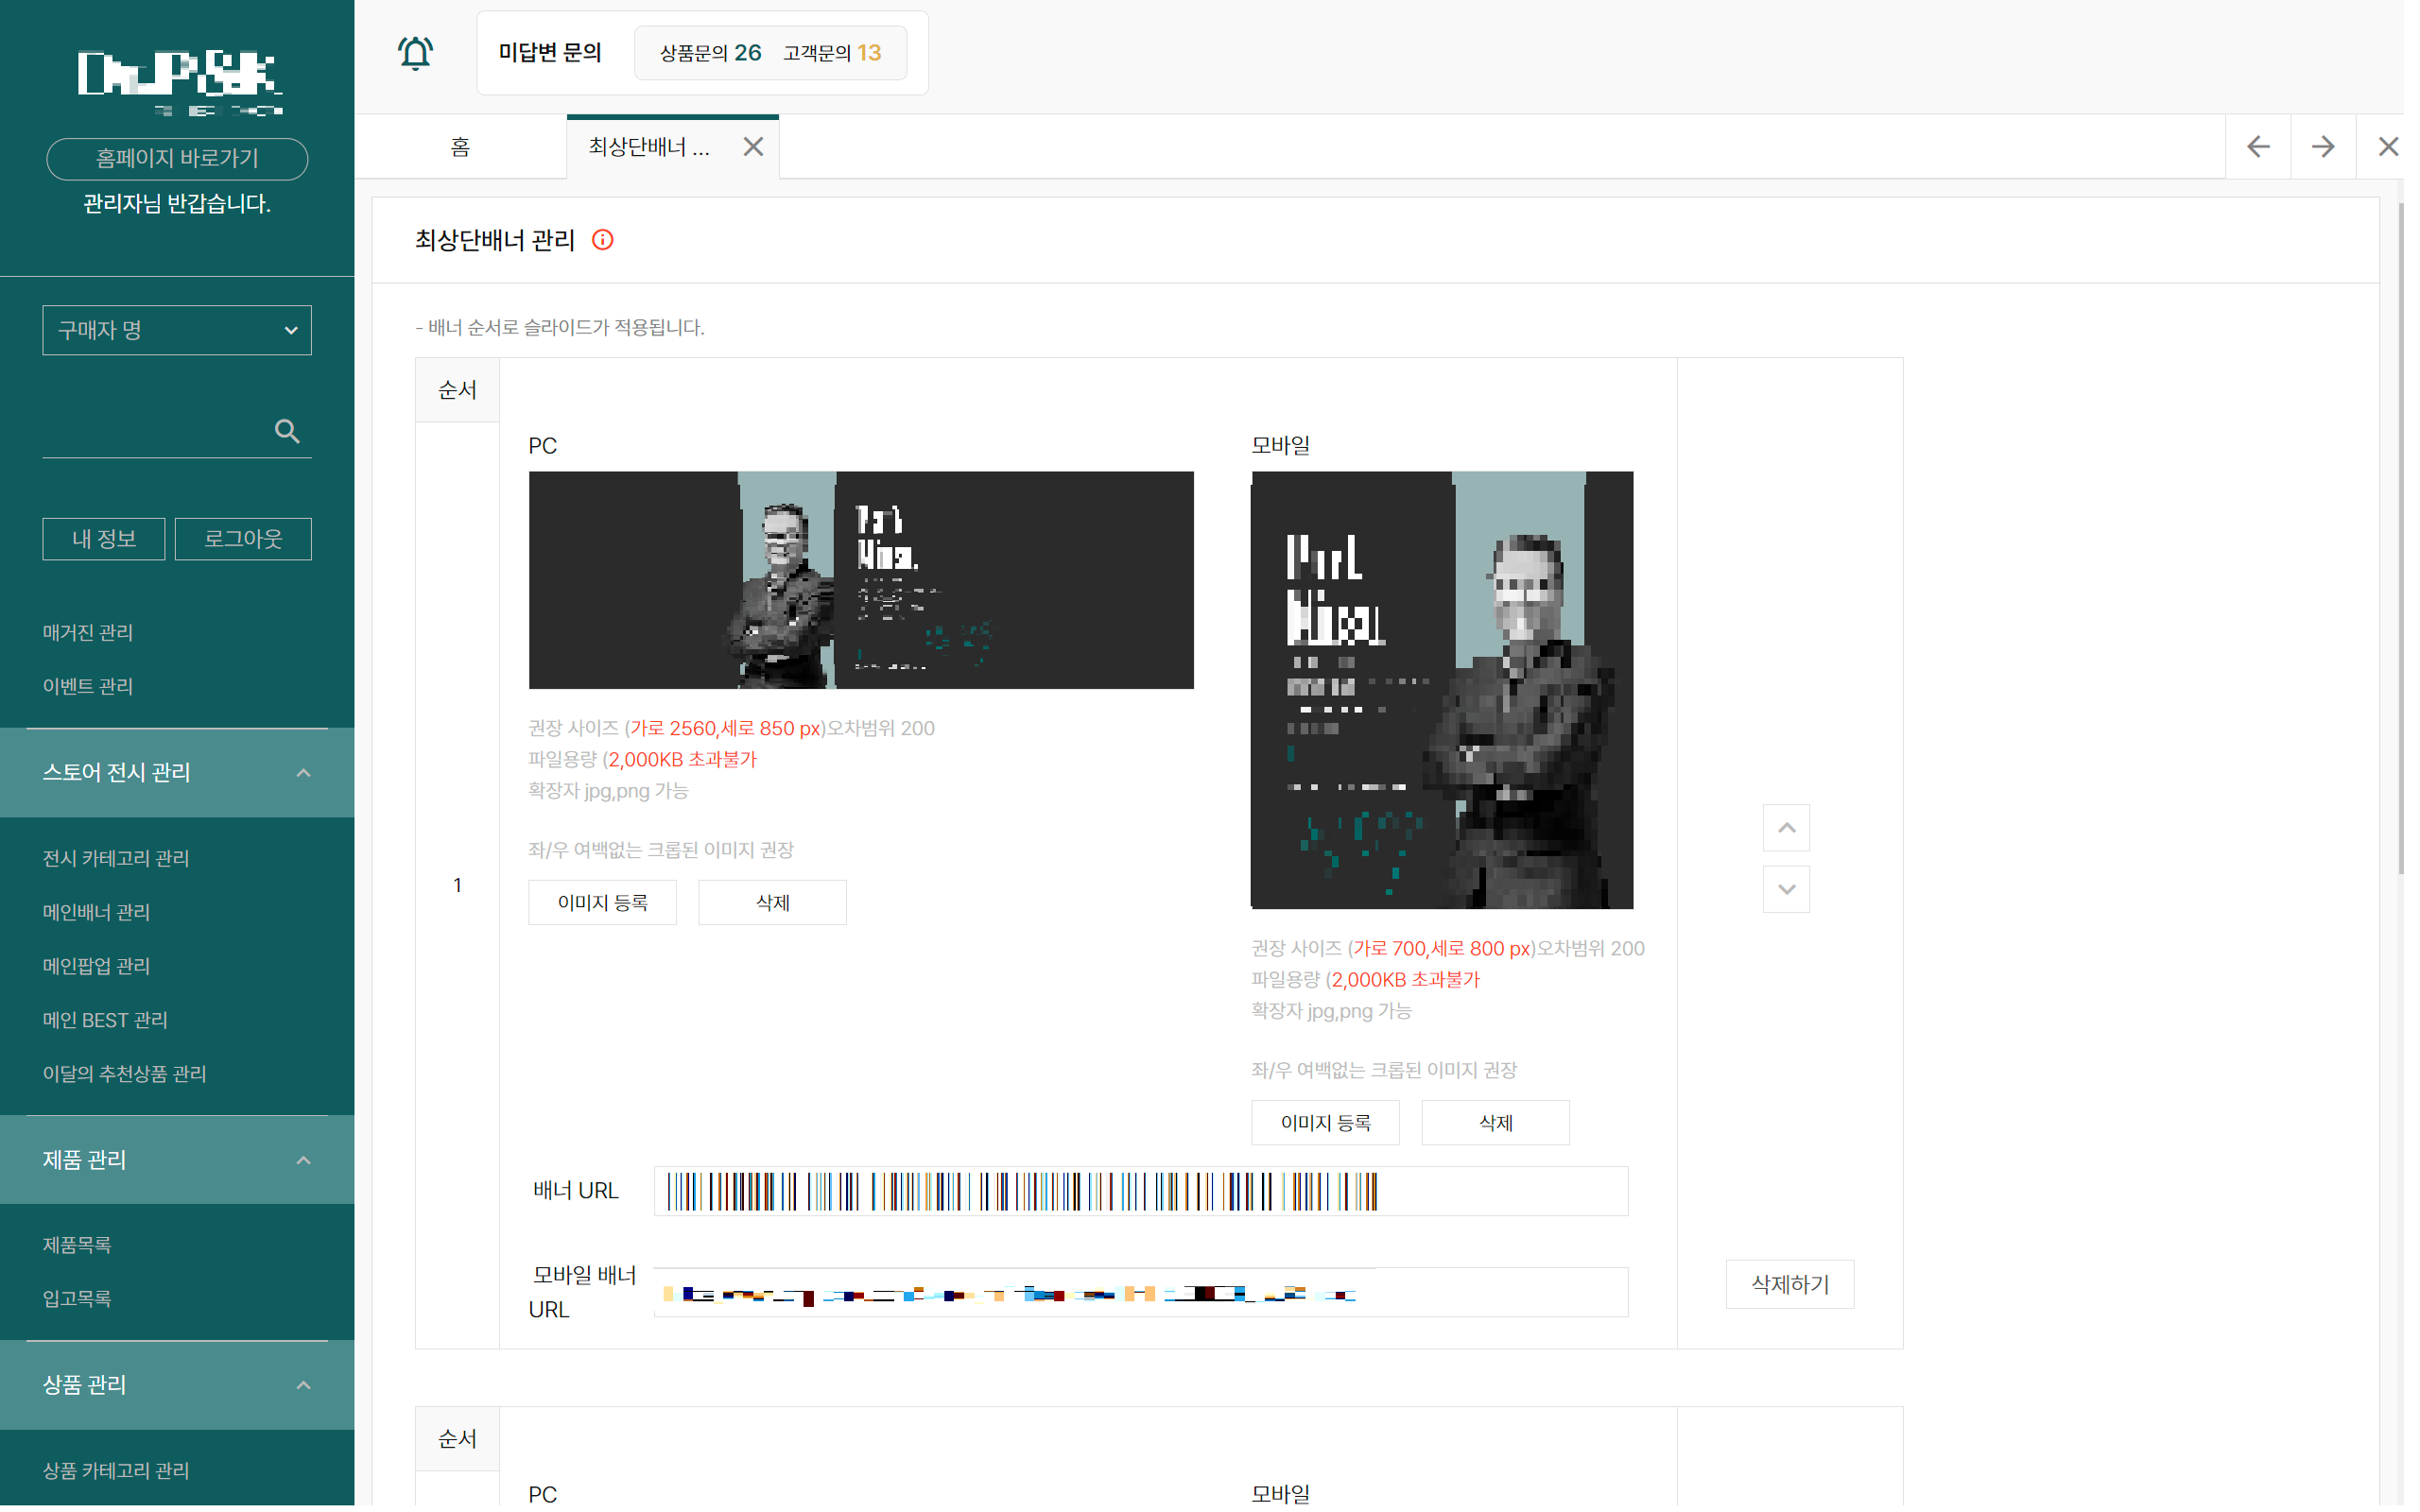 홈페이지 바로가기
관리자님 반갑습니다.
구매자 명
내 정보
로그아웃
매거진 관리
이벤트 관리
스토어 전시 관리
전시 카테고리 관리
메인배너 관리
메인팝업 관리
메인 BEST 관리
이달의 추천상품 관리
제품 관리
제품목록
입고목록
상품 관리
상품 카테고리 관리
미답변 문의
상품문의 26 고객문의 13
홈
최상단배너 ...
최상단배너 관리
- 배너 순서로 슬라이드가 적용됩니다.
순서
1
PC
권장 사이즈 (가로 2560,세로 850 px)오차범위 200
파일용량 (2,000KB 초과불가
확장자 jpg,png 가능
좌/우 여백없는 크롭된 이미지 권장
이미지 등록
삭제
모바일
권장 사이즈 (가로 700,세로 800 px)오차범위 200
파일용량 (2,000KB 초과불가
확장자 jpg,png 가능
좌/우 여백없는 크롭된 이미지 권장
이미지 등록
삭제
배너 URL
모바일 배너
URL
삭제하기
순서
PC
모바일